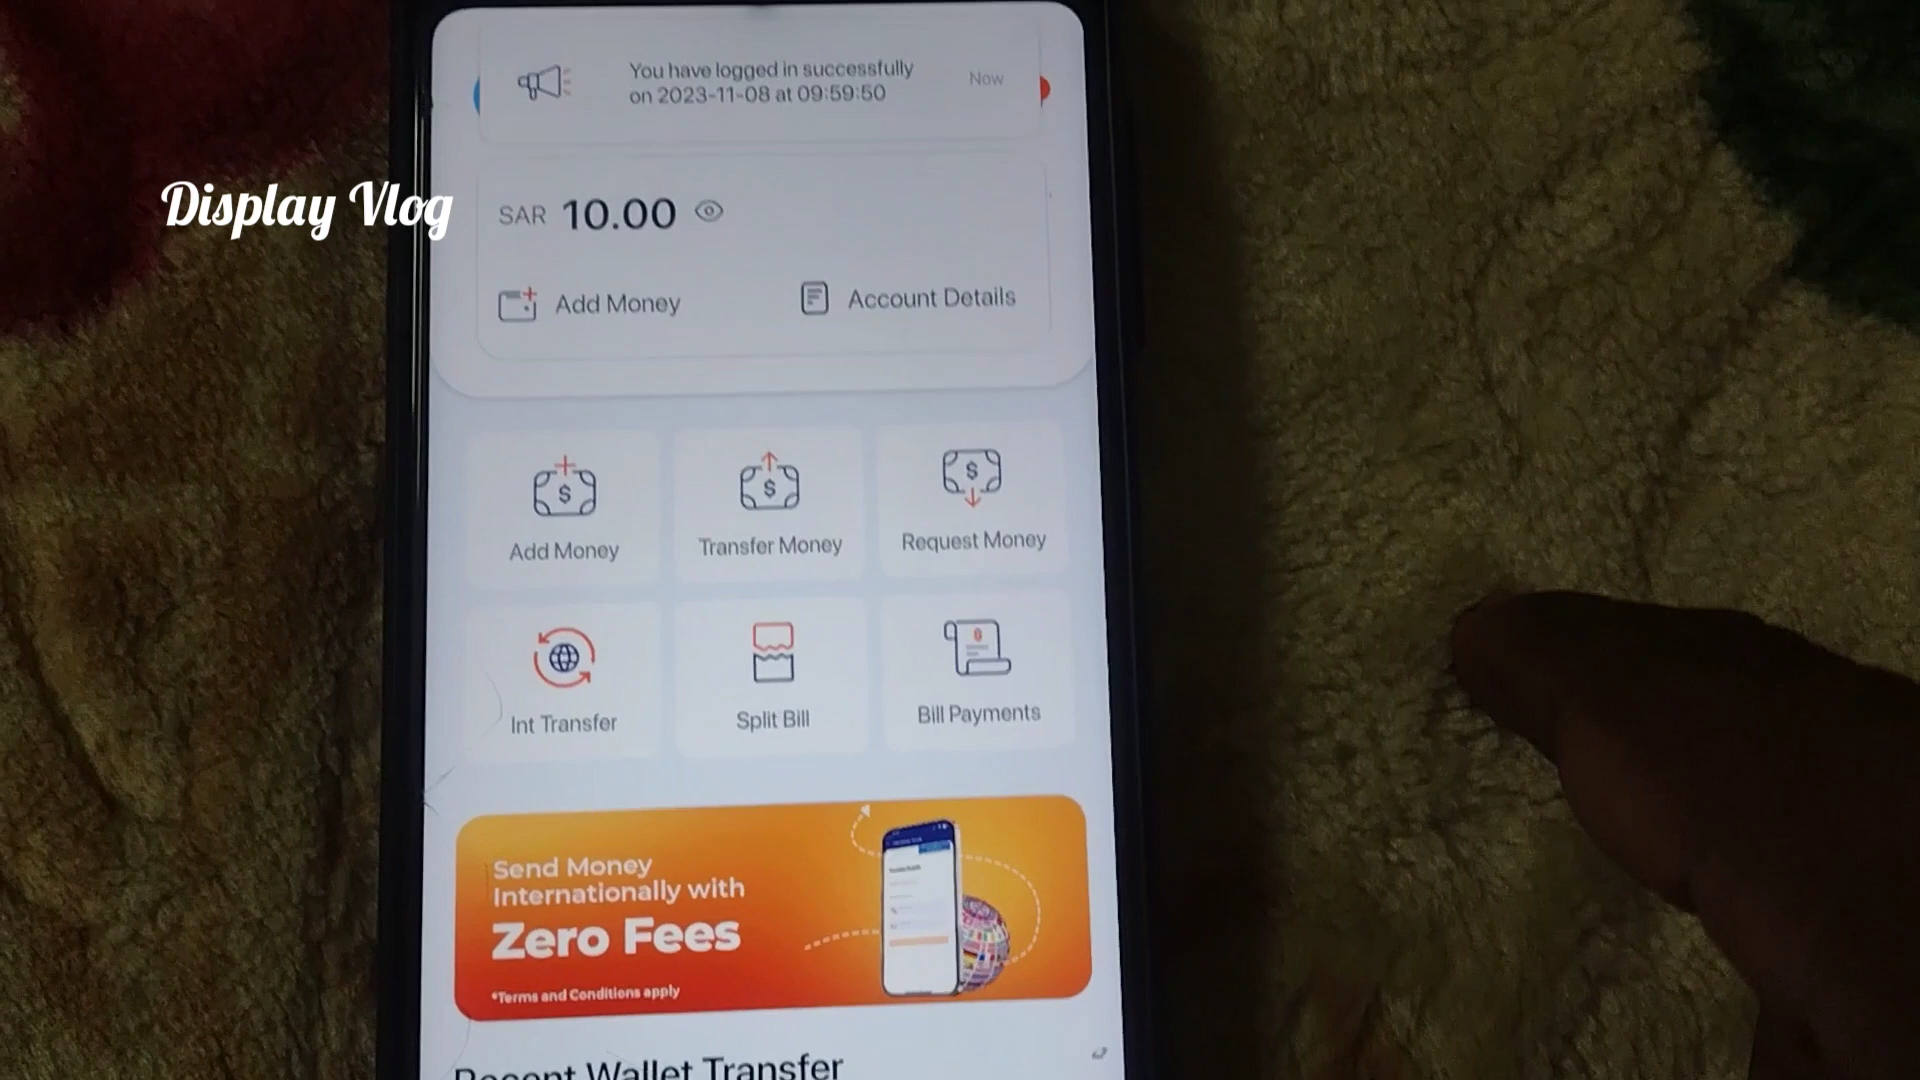 You have logged in successfully
on 2023-11-08 at 09:59:50
Now
Display Vlog
SAR 10.00
Add Money
Account Details
$
$
$
Add Money
Transfer Money
Request Money
Int Transfer
Split Bill
Bill Payments
Send Money
Internationally with
Zero Fees
*Terms and Conditions apply
Recent Wallet Transfer